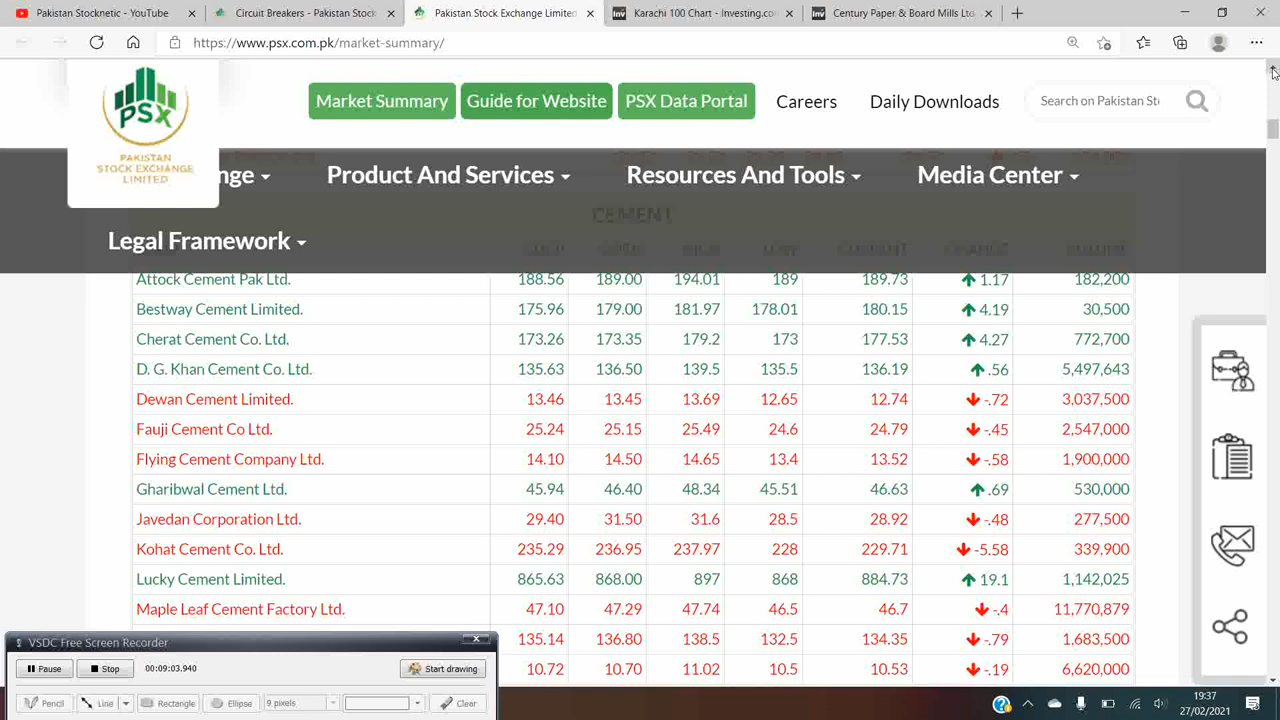 Pakistan Stocknetic - YouTube
Circuit Breakers - Pakistan Stock
Pakistan Stock Exchange Limited
Karachi 100 Chart - Investing.com
Century Paper & Board Mills Ltd.
https://www.psx.com.pk/market-summary/
PSX
PAKISTAN
STOCK EXCHANGE
LIMITED
Market Summary
Guide for Website
PSX Data Portal
Careers
Daily Downloads
Search on Pakistan St
nge
Product And Services
Resources And Tools
Media Center
Legal Framework
CEMENT
LDCP OPEN HIGH LOW CURRENT CHANGE VOLUME
Attock Cement Pak Ltd. 188.56 189.00 194.01 189 189.73 1.17 182,200
Bestway Cement Limited. 175.96 179.00 181.97 178.01 180.15 4.19 30,500
Cherat Cement Co. Ltd. 173.26 173.35 179.2 173 177.53 4.27 772,700
D. G. Khan Cement Co. Ltd. 135.63 136.50 139.5 135.5 136.19 .56 5,497,643
Dewan Cement Limited. 13.46 13.45 13.69 12.65 12.74 -.72 3,037,500
Fauji Cement Co Ltd. 25.24 25.15 25.49 24.6 24.79 -.45 2,547,000
Flying Cement Company Ltd. 14.10 14.50 14.65 13.4 13.52 -.58 1,900,000
Gharibwal Cement Ltd. 45.94 46.40 48.34 45.51 46.63 .69 530,000
Javedan Corporation Ltd. 29.40 31.50 31.6 28.5 28.92 -.48 277,500
Kohat Cement Co. Ltd. 235.29 236.95 237.97 228 229.71 -5.58 339,900
Lucky Cement Limited. 865.63 868.00 897 868 884.73 19.1 1,142,025
Maple Leaf Cement Factory Ltd. 47.10 47.29 47.74 46.5 46.7 -.4 11,770,879
135.14 136.80 138.5 132.5 134.35 -.79 1,683,500
10.72 10.70 11.02 10.5 10.53 -.19 6,620,000
VSDC Free Screen Recorder
Pause Stop 00:09:03.940 Start drawing
Pencil Line Rectangle Ellipse 9 pixels Clear
19:37
27/02/2021